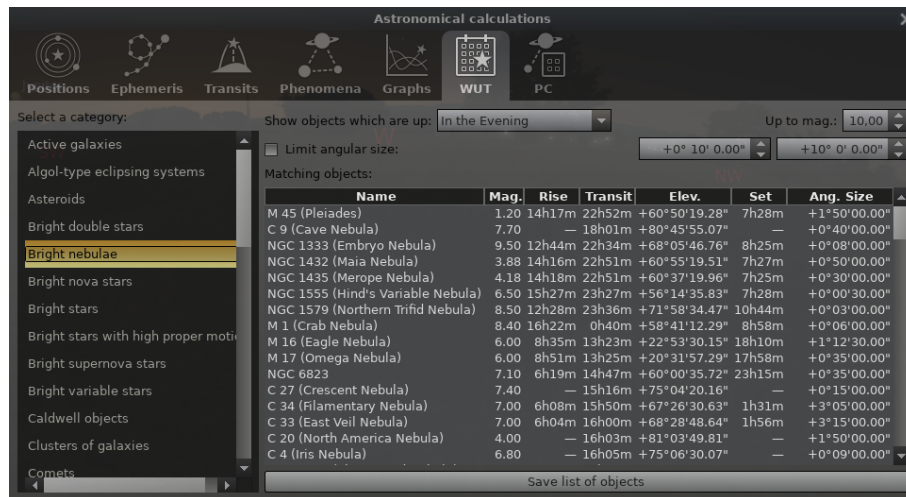 Astronomical calculations
Positions Ephemeris Transits Phenomena Graphs WUT PC
Select a category:
Show objects which are up: In the Evening Up to mag.: 10,00
Limit angular size: +0° 10' 0.00" +10° 0' 0.00"
Matching objects:
Active galaxies
Algol-type eclipsing systems
Asteroids
Bright double stars
Bright nebulae
Bright nova stars
Bright stars
Bright stars with high proper motio
Bright supernova stars
Bright variable stars
Caldwell objects
Clusters of galaxies
Comets
Name Mag. Rise Transit Elev. Set Ang. Size
M 45 (Pleiades) 1.20 14h17m 22h52m +60°50'19.28" 7h28m +1°50'00.00"
C 9 (Cave Nebula) 7.70 — 18h01m +80°45'55.07" — +0°40'00.00"
NGC 1333 (Embryo Nebula) 9.50 12h44m 22h34m +68°05'46.76" 8h25m +0°08'00.00"
NGC 1432 (Maia Nebula) 3.88 14h16m 22h51m +60°55'19.51" 7h27m +0°50'00.00"
NGC 1435 (Merope Nebula) 4.18 14h18m 22h51m +60°37'19.96" 7h25m +0°30'00.00"
NGC 1555 (Hind's Variable Nebula) 6.50 15h27m 23h27m +56°14'35.83" 7h28m +0°00'30.00"
NGC 1579 (Northern Trifid Nebula) 8.50 12h28m 23h36m +71°58'34.47" 10h44m +0°03'00.00"
M 1 (Crab Nebula) 8.40 16h22m 0h40m +58°41'12.29" 8h58m +0°06'00.00"
M 16 (Eagle Nebula) 6.00 8h35m 13h23m +22°53'30.15" 18h10m +1°12'30.00"
M 17 (Omega Nebula) 6.00 8h51m 13h25m +20°31'57.29" 17h58m +0°35'00.00"
NGC 6823 7.10 6h19m 14h47m +60°00'35.72" 23h15m +0°35'00.00"
C 27 (Crescent Nebula) 7.40 — 15h16m +75°04'20.16" — +0°15'00.00"
C 34 (Filamentary Nebula) 7.00 6h08m 15h50m +67°26'30.63" 1h31m +3°05'00.00"
C 33 (East Veil Nebula) 7.00 6h04m 16h00m +68°28'48.64" 1h56m +3°15'00.00"
C 20 (North America Nebula) 4.00 — 16h03m +81°03'49.81" — +1°50'00.00"
C 4 (Iris Nebula) 6.80 — 16h05m +75°06'30.07" — +0°09'00.00"
Save list of objects